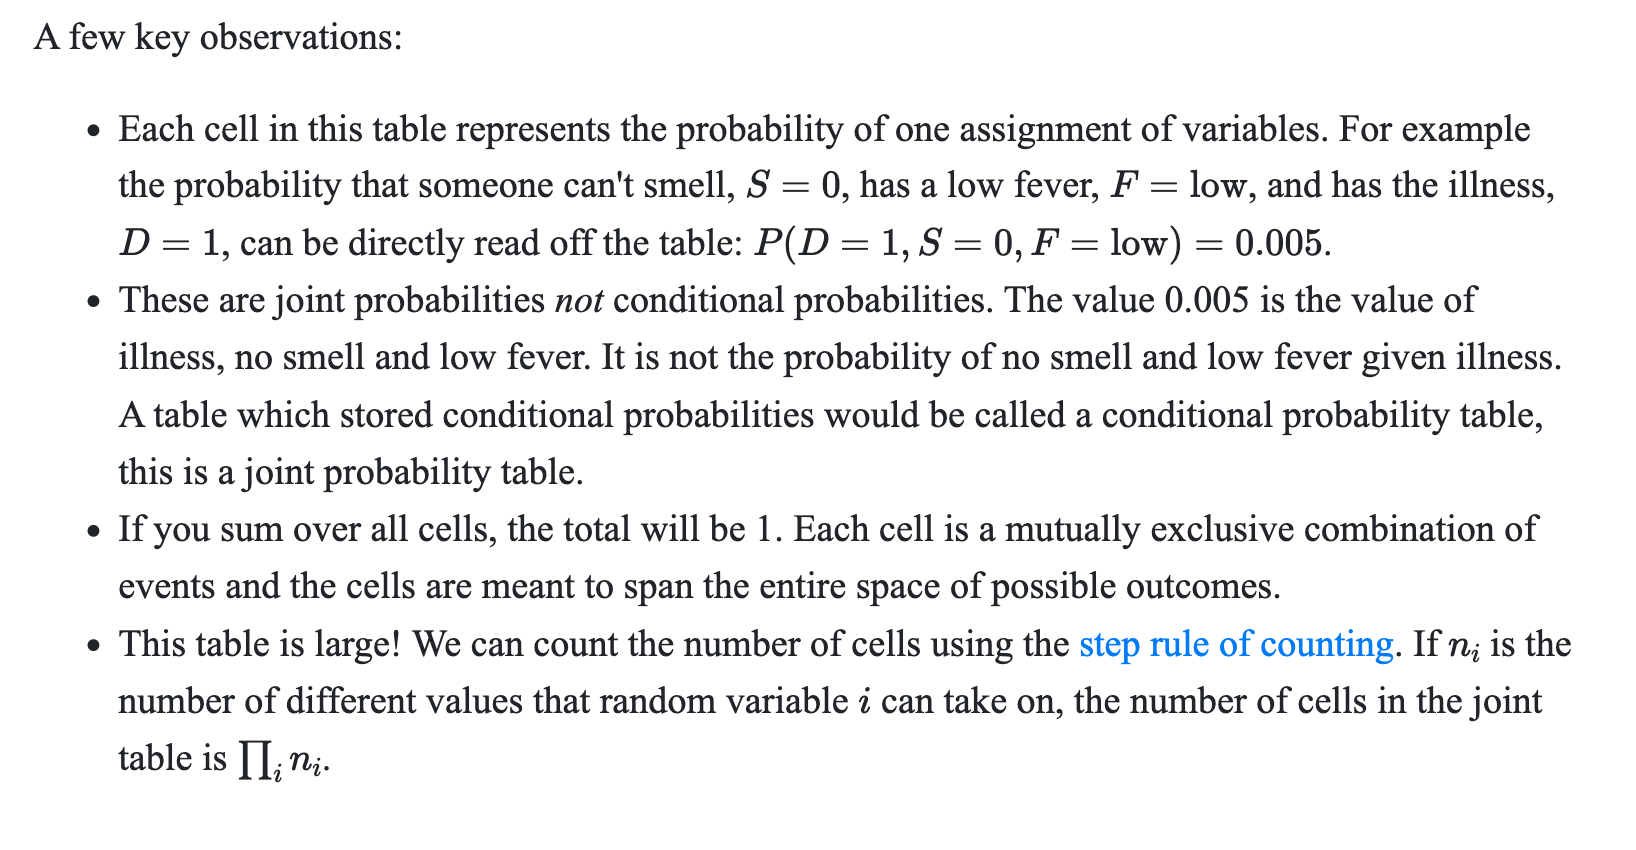 A few key observations:
• Each cell in this table represents the probability of one assignment of variables. For example
the probability that someone can't smell, S = 0, has a low fever, F = low, and has the illness,
D = 1, can be directly read off the table: P(D = 1, S = 0, F = low) = 0.005.
• These are joint probabilities not conditional probabilities. The value 0.005 is the value of
illness, no smell and low fever. It is not the probability of no smell and low fever given illness.
A table which stored conditional probabilities would be called a conditional probability table,
this is a joint probability table.
• If you sum over all cells, the total will be 1. Each cell is a mutually exclusive combination of
events and the cells are meant to span the entire space of possible outcomes.
• This table is large! We can count the number of cells using the step rule of counting. If nᵢ is the
number of different values that random variable i can take on, the number of cells in the joint
table is ∏ᵢ nᵢ.